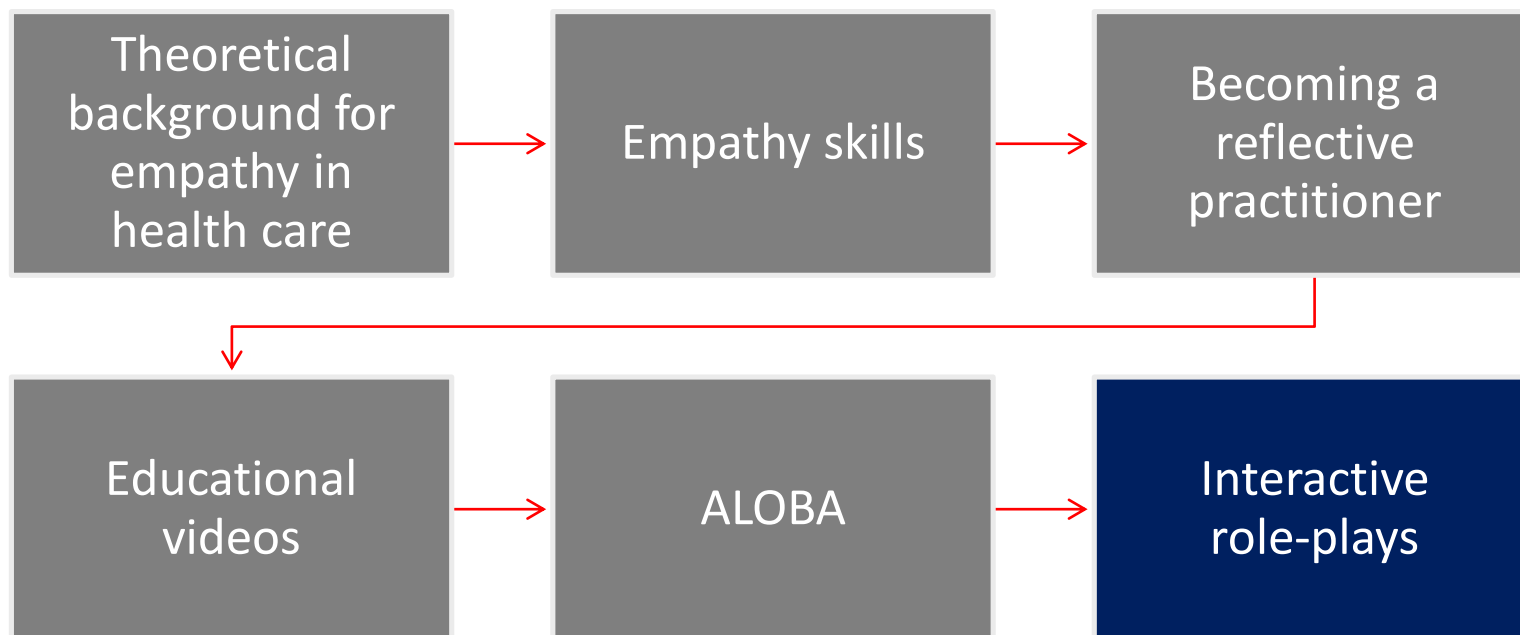 Theoretical
background for
empathy in
health care
Empathy skills
Becoming a
reflective
practitioner
Educational
videos
ALOBA
Interactive
role-plays